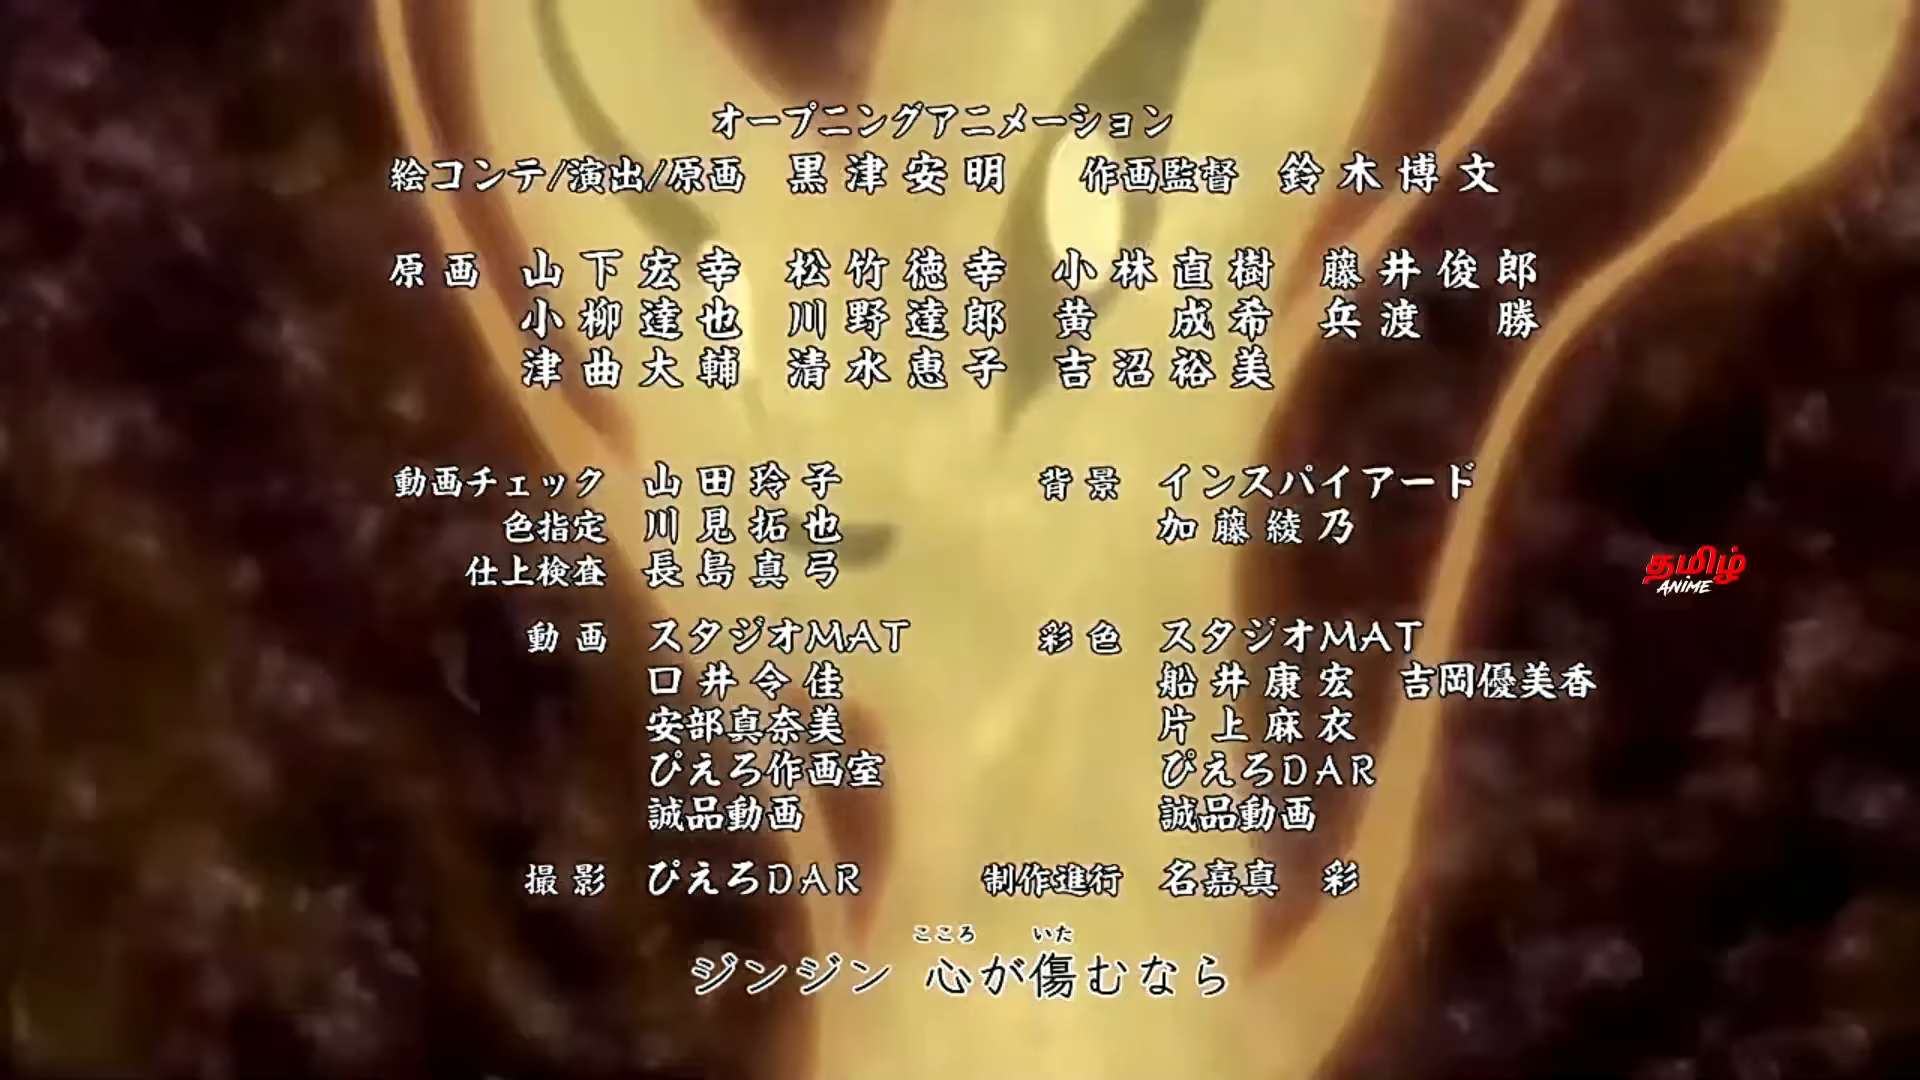 オープニングアニメーション
絵コンテ/演出/原画 黒津安明 作画監督 鈴木博文
原画 山下宏幸 松竹徳幸 小林直樹 藤井俊郎
小柳達也 川野達郎 黄 成希 兵渡 勝
津曲大輔 清水恵子 吉沼裕美
動画チェック 山田玲子 背景 インスパイアード
色指定 川見拓也 加藤綾乃
仕上検査 長島真弓
தமிழ்
ANIME
動画 スタジオMAT 彩色 スタジオMAT
口井令佳 船井康宏 吉岡優美香
安部真奈美 片上麻衣
ぴえろ作画室 ぴえろDAR
誠品動画 誠品動画
撮影 ぴえろDAR 制作進行 名嘉真 彩
こころ いた
ジンジン 心が傷むなら